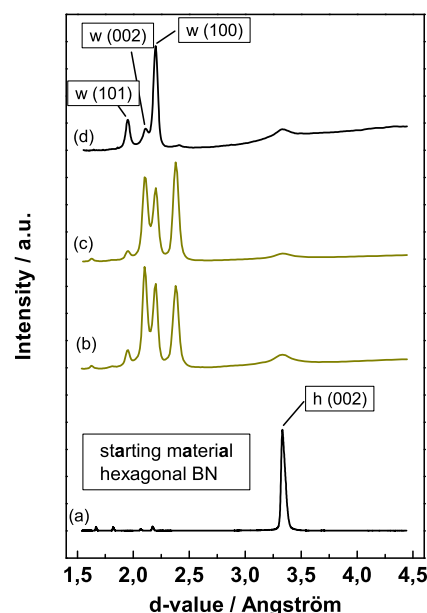 w (100)
w (002)
w (101)
(d)
(c)
(b)
h (002)
starting material
hexagonal BN
(a)
Intensity / a.u.
1,5 2,0 2,5 3,0 3,5 4,0 4,5
d-value / Angström